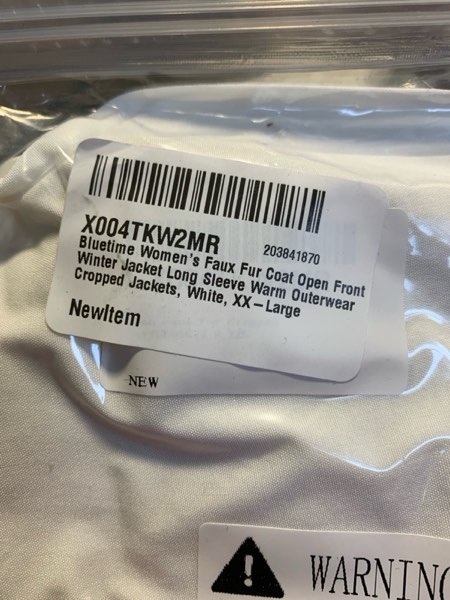 X004TKW2MR 203841870
Bluetime Women's Faux Fur Coat Open Front
Winter Jacket Long Sleeve Warm Outerwear
Cropped Jackets, White, XX–Large
NewItem
NEW
WARNING